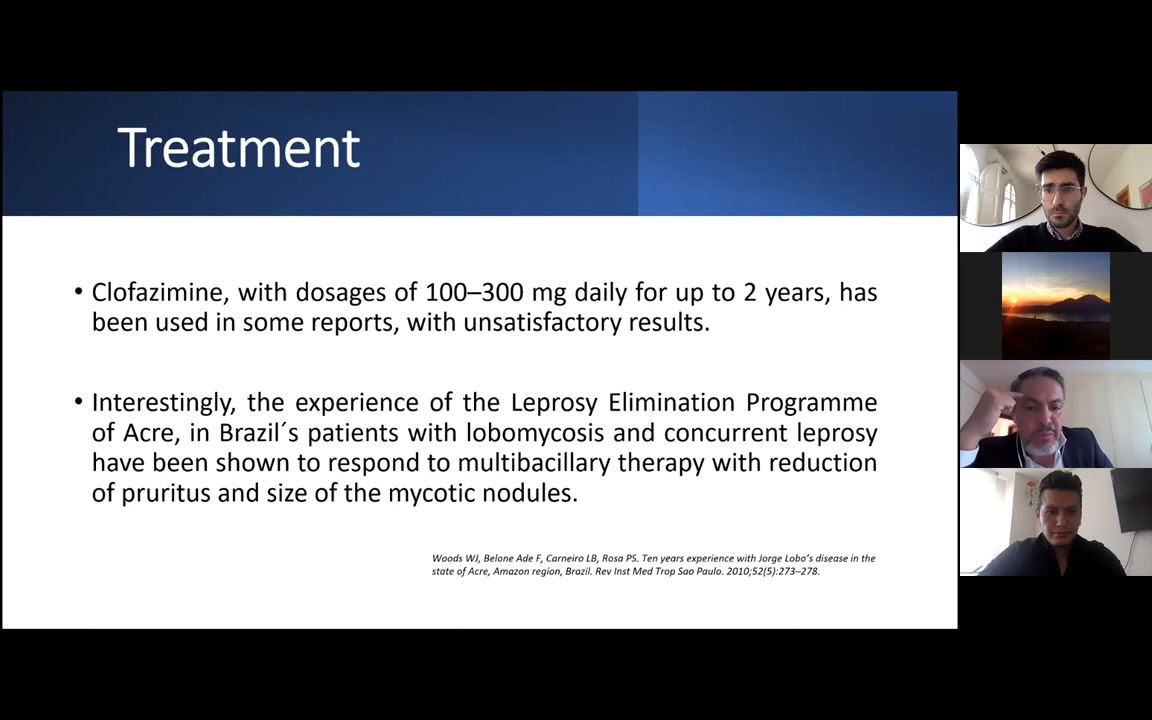 Treatment
• Clofazimine, with dosages of 100–300 mg daily for up to 2 years, has
been used in some reports, with unsatisfactory results.
• Interestingly, the experience of the Leprosy Elimination Programme
of Acre, in Brazil´s patients with lobomycosis and concurrent leprosy
have been shown to respond to multibacillary therapy with reduction
of pruritus and size of the mycotic nodules.
Woods WJ, Belone Ade F, Carneiro LB, Rosa PS. Ten years experience with Jorge Lobo’s disease in the
state of Acre, Amazon region, Brazil. Rev Inst Med Trop Sao Paulo. 2010;52(5):273–278.